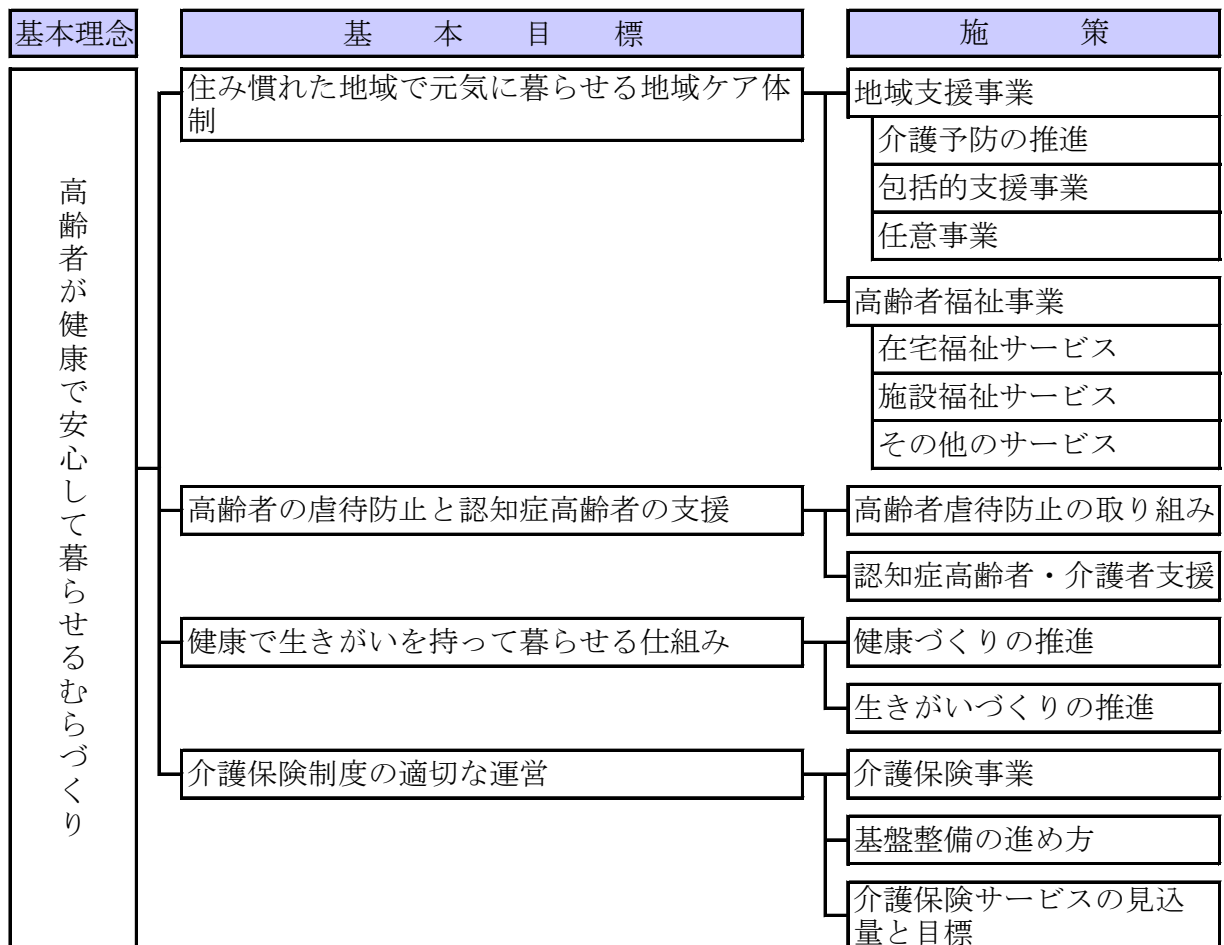 基本理念
基本目標
施策
高齢者が健康で安心して暮らせるむらづくり
住み慣れた地域で元気に暮らせる地域ケア体
制
地域支援事業
介護予防の推進
包括的支援事業
任意事業
高齢者福祉事業
在宅福祉サービス
施設福祉サービス
その他のサービス
高齢者の虐待防止と認知症高齢者の支援
高齢者虐待防止の取り組み
認知症高齢者・介護者支援
健康で生きがいを持って暮らせる仕組み
健康づくりの推進
生きがいづくりの推進
介護保険制度の適切な運営
介護保険事業
基盤整備の進め方
介護保険サービスの見込
量と目標